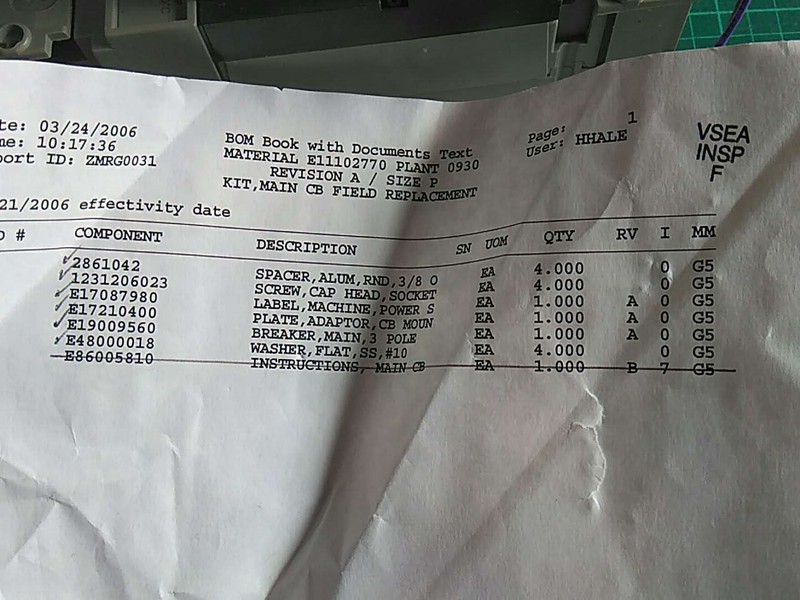 te: 03/24/2006
me: 10:17:36
port ID: ZMRG0031
BOM Book with Documents Text
MATERIAL E11102770 PLANT 0930
REVISION A / SIZE P
KIT,MAIN CB FIELD REPLACEMENT
Page: 1
User: HHALE
VSEA
INSP
F
21/2006 effectivity date
# COMPONENT DESCRIPTION SN UOM QTY RV I MM
2861042 SPACER,ALUM,RND,3/8 O EA 4.000 0 G5
1231206023 SCREW,CAP HEAD,SOCKET EA 4.000 0 G5
E17087980 LABEL,MACHINE,POWER S EA 1.000 A 0 G5
E17210400 PLATE,ADAPTOR,CB MOUN EA 1.000 A 0 G5
E19009560 BREAKER,MAIN,3 POLE EA 1.000 A 0 G5
E48000018 WASHER,FLAT,SS,#10 EA 4.000 0 G5
E86005810 INSTRUCTIONS, MAIN CB EA 1.000 B 7 G5